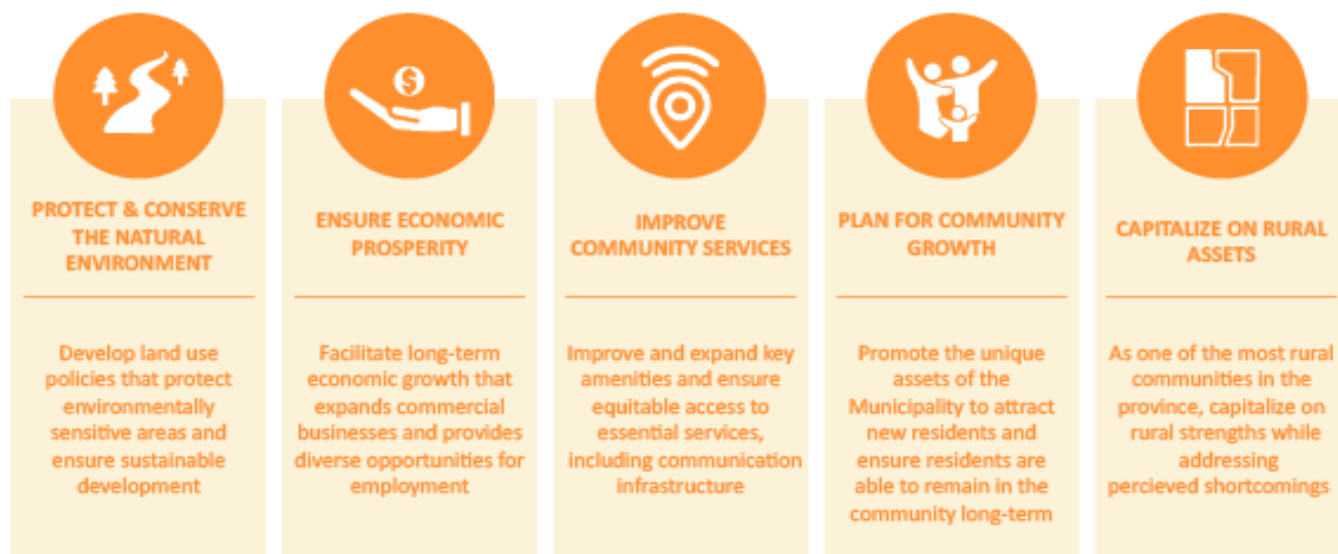 PROTECT & CONSERVE
THE NATURAL
ENVIRONMENT
Develop land use
policies that protect
environmentally
sensitive areas and
ensure sustainable
development
ENSURE ECONOMIC
PROSPERITY
Facilitate long-term
economic growth that
expands commercial
businesses and provides
diverse opportunities for
employment
IMPROVE
COMMUNITY SERVICES
Improve and expand key
amenities and ensure
equitable access to
essential services,
including communication
infrastructure
PLAN FOR COMMUNITY
GROWTH
Promote the unique
assets of the
Municipality to attract
new residents and
ensure residents are
able to remain in the
community long-term
CAPITALIZE ON RURAL
ASSETS
As one of the most rural
communities in the
province, capitalize on
rural strengths while
addressing
percieved shortcomings